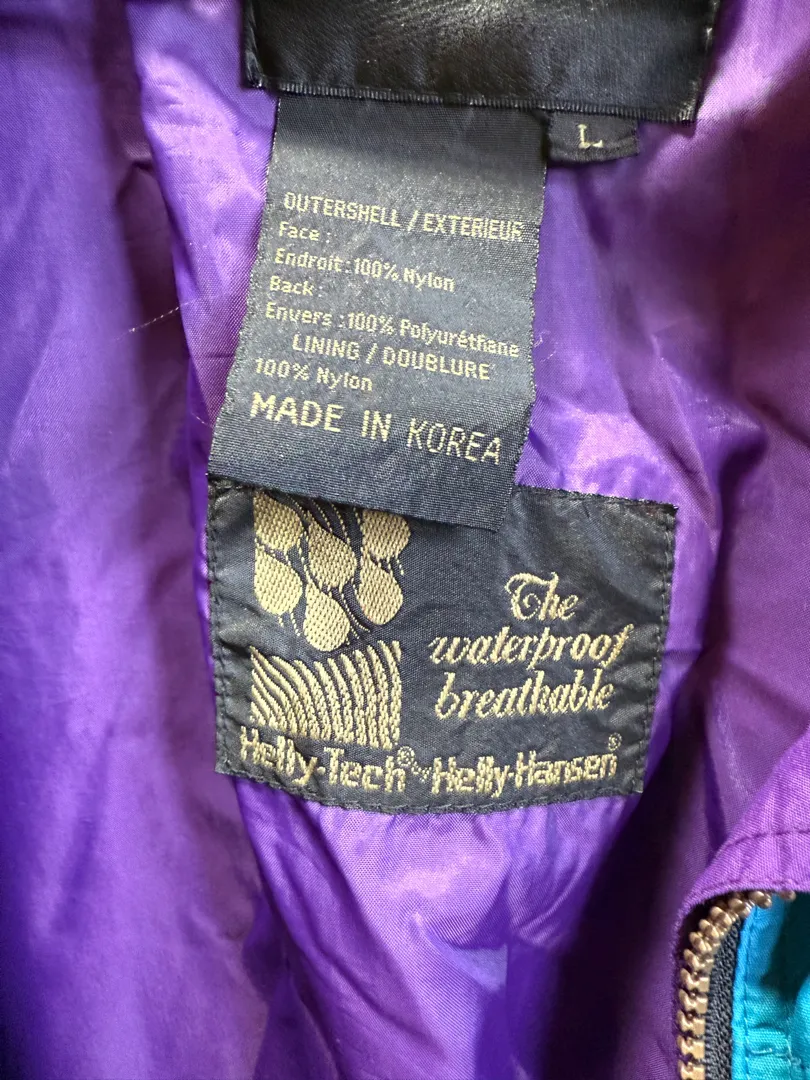 L
OUTERSHELL / EXTERIEUR
Face :
Endroit :100% Nylon
Back :
Envers :100% Polyuréthane
LINING / DOUBLURE
100% Nylon
MADE IN KOREA
The
waterproof
breathable
Helly-Tech® by Helly-Hansen®